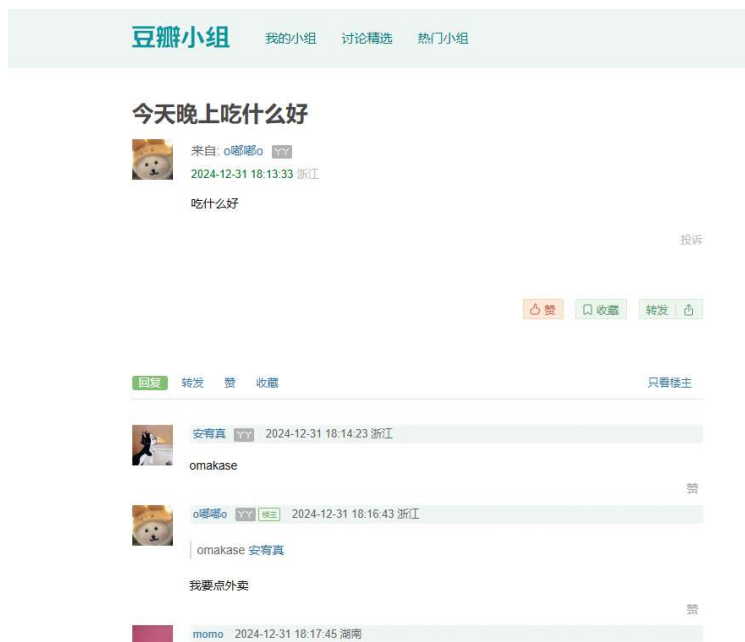 豆瓣小组 我的小组 讨论精选 热门小组
今天晚上吃什么好
来自: o嘟嘟o YY
2024-12-31 18:13:33 浙江
吃什么好
投诉
赞 收藏 转发
回复 转发 赞 收藏 只看楼主
安宥真 YY 2024-12-31 18:14:23 浙江
omakase
赞
o嘟嘟o YY 楼主 2024-12-31 18:16:43 浙江
omakase 安宥真
我要点外卖
赞
momo 2024-12-31 18:17:45 湖南